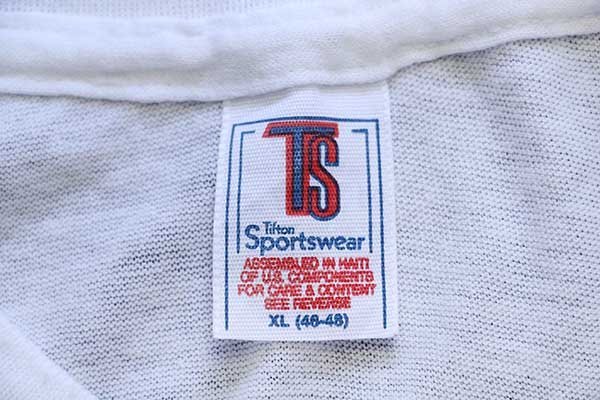 TS
Tifton
Sportswear
ASSEMBLED IN HAITI
OF U.S. COMPONENTS
FOR CARE & CONTENT
SEE REVERSE
XL (46-48)